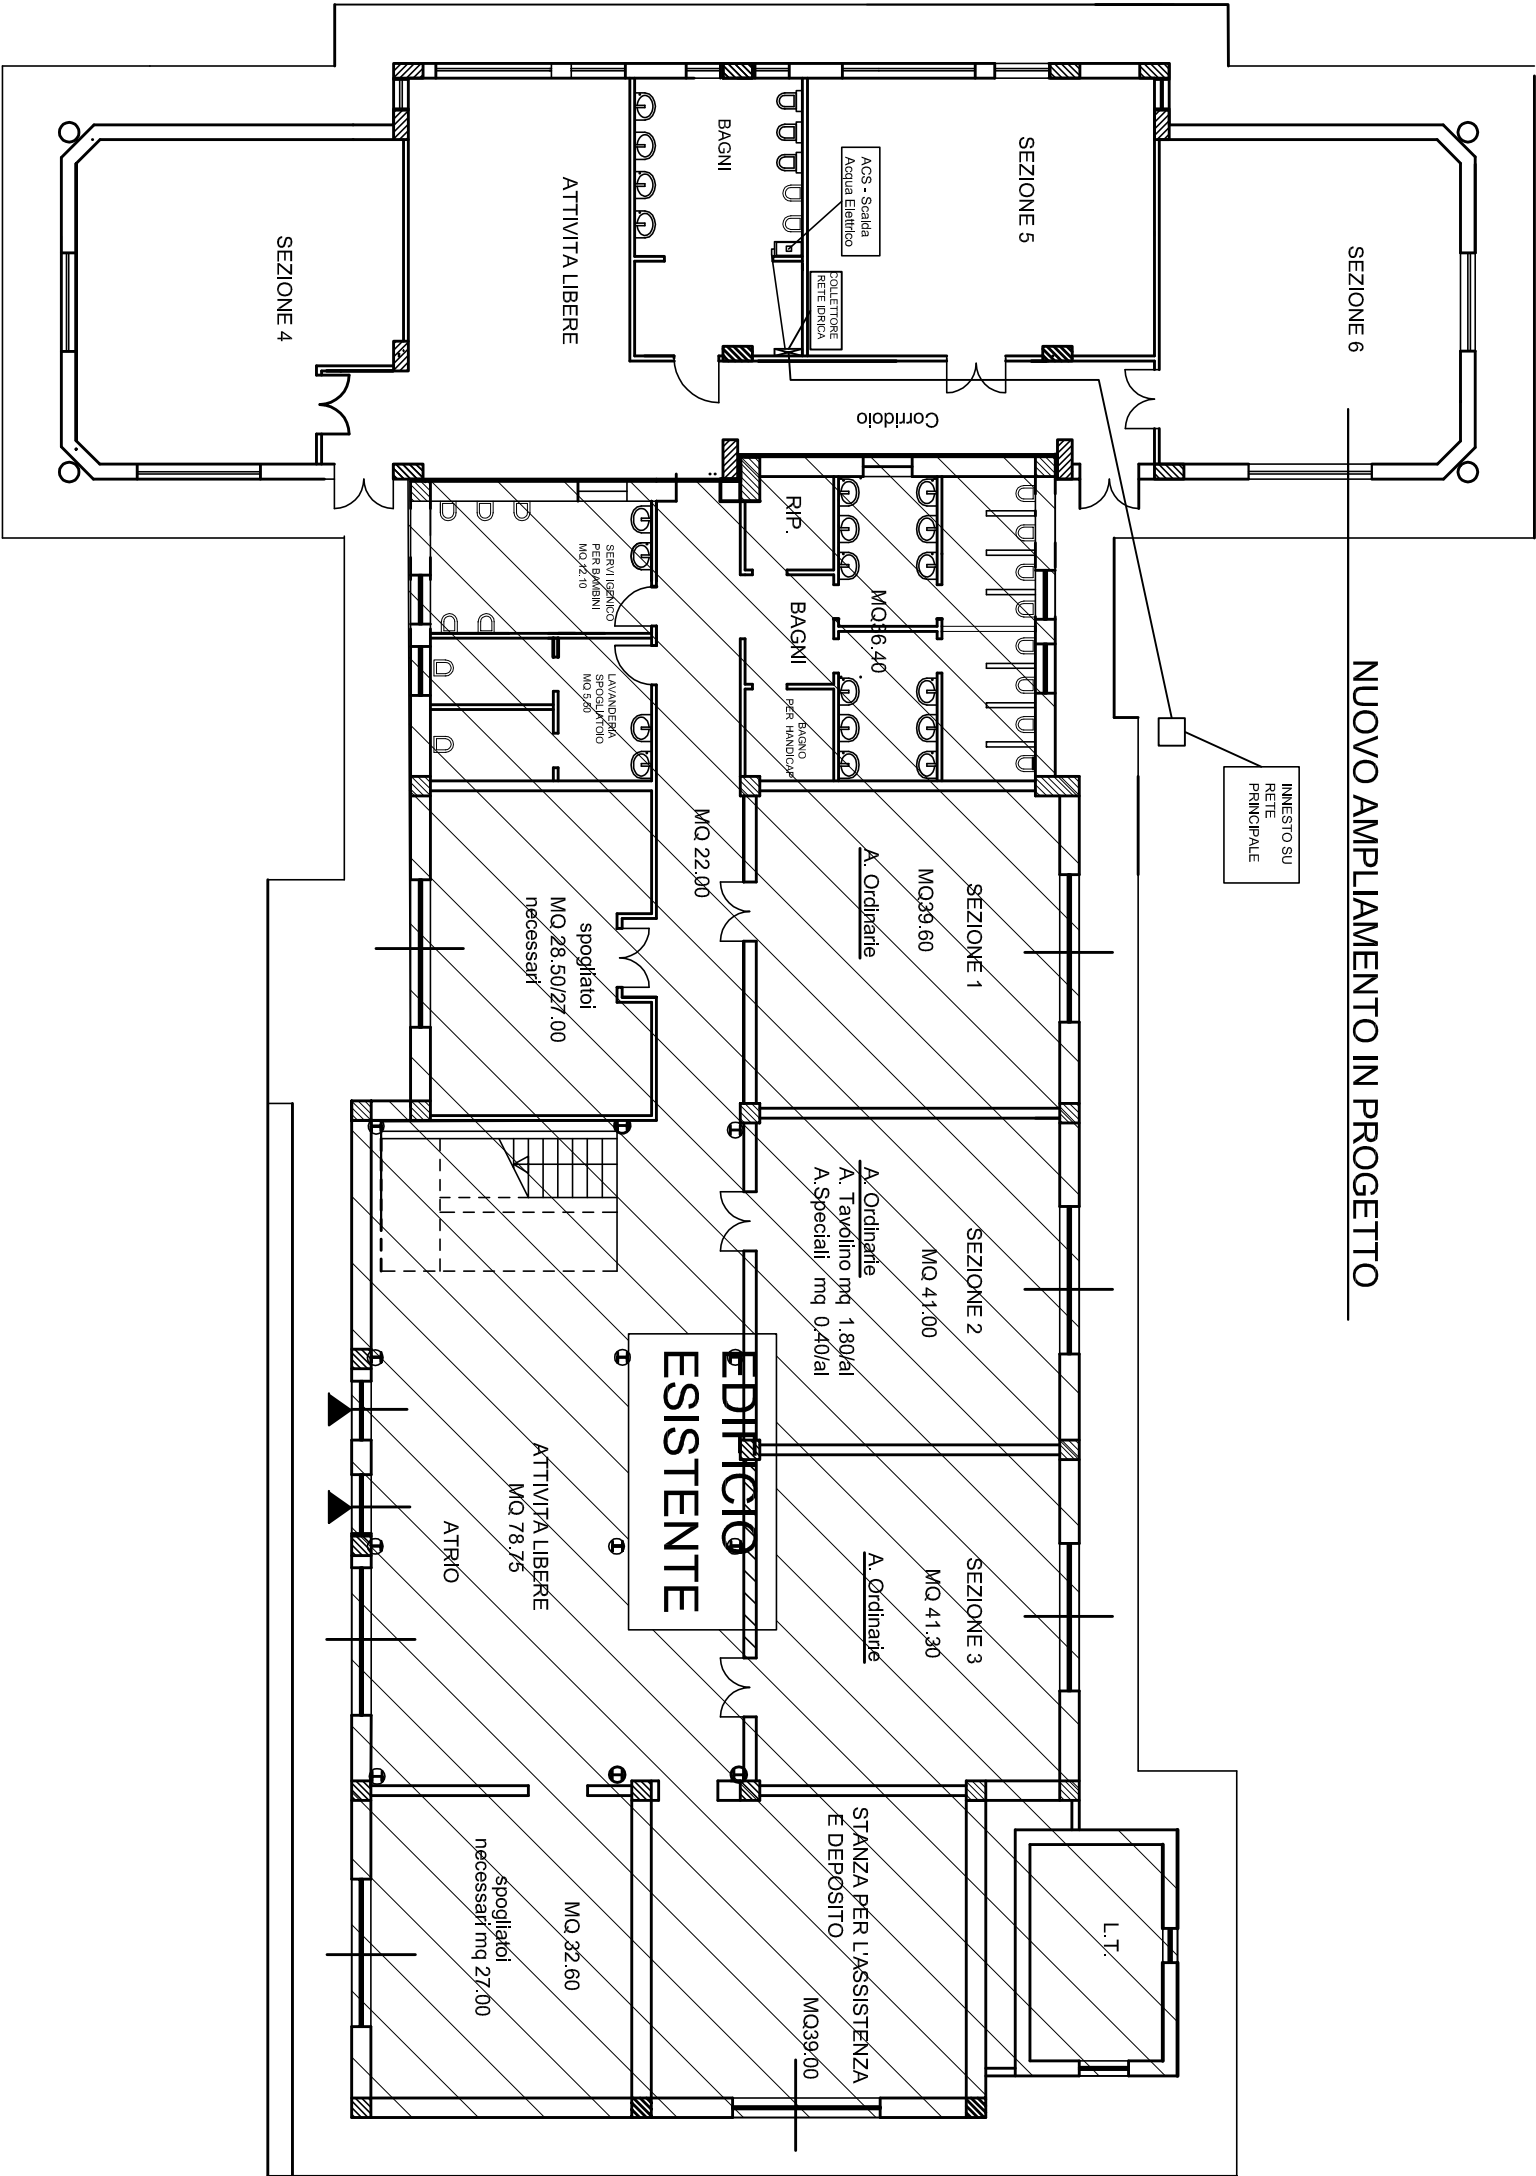 NUOVO AMPLIAMENTO IN PROGETTO
SEZIONE 6
INNESTO SU
RETE
PRINCIPALE
SEZIONE 5
ACS - Scalda
Acqua Elettrico
COLLETTORE
RETE IDRICA
Corridoio
BAGNI
ATTIVITA LIBERE
SEZIONE 4
RIP.
BAGNI
MQ36.40
BAGNO
PER HANDICAP
SERVI IGENICO
PER BAMBINI
MQ 12.10
LAVANDERIA
SPOGLIATOIO
MQ 5.50
MQ 22.00
SEZIONE 1
MQ39.60
A. Ordinarie
spogliatoi
MQ 28.50/27.00
necessari
SEZIONE 2
MQ 41.00
A. Ordinarie
A. Tavolino mq 1.80/al
A.Speciali mq 0.40/al
EDIFICIO
ESISTENTE
SEZIONE 3
MQ 41.30
A. Ordinarie
ATTIVITA LIBERE
MQ 78.75
ATRIO
L.T.
STANZA PER L'ASSISTENZA
E DEPOSITO
MQ39.00
MQ 32.60
spogliatoi
necessari mq 27.00